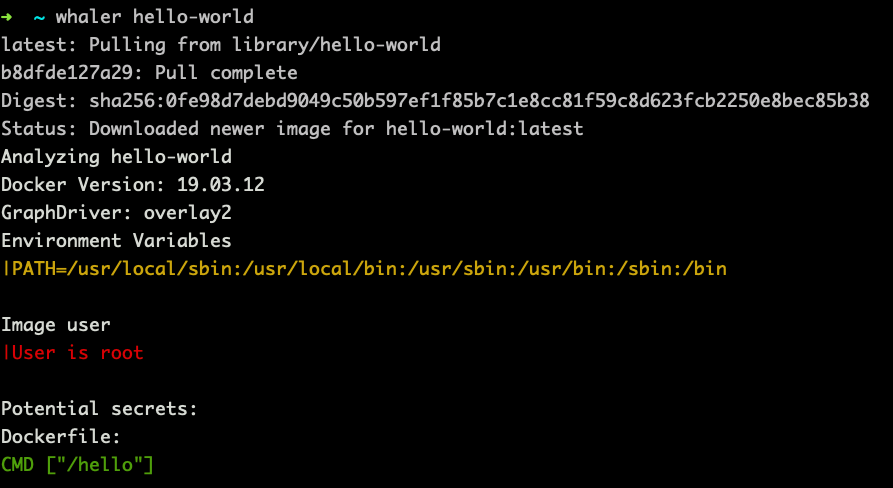 → ~ whaler hello-world
latest: Pulling from library/hello-world
b8dfde127a29: Pull complete
Digest: sha256:0fe98d7debd9049c50b597ef1f85b7c1e8cc81f59c8d623fcb2250e8bec85b38
Status: Downloaded newer image for hello-world:latest
Analyzing hello-world
Docker Version: 19.03.12
GraphDriver: overlay2
Environment Variables
|PATH=/usr/local/sbin:/usr/local/bin:/usr/sbin:/usr/bin:/sbin:/bin
Image user
|User is root
Potential secrets:
Dockerfile:
CMD ["/hello"]